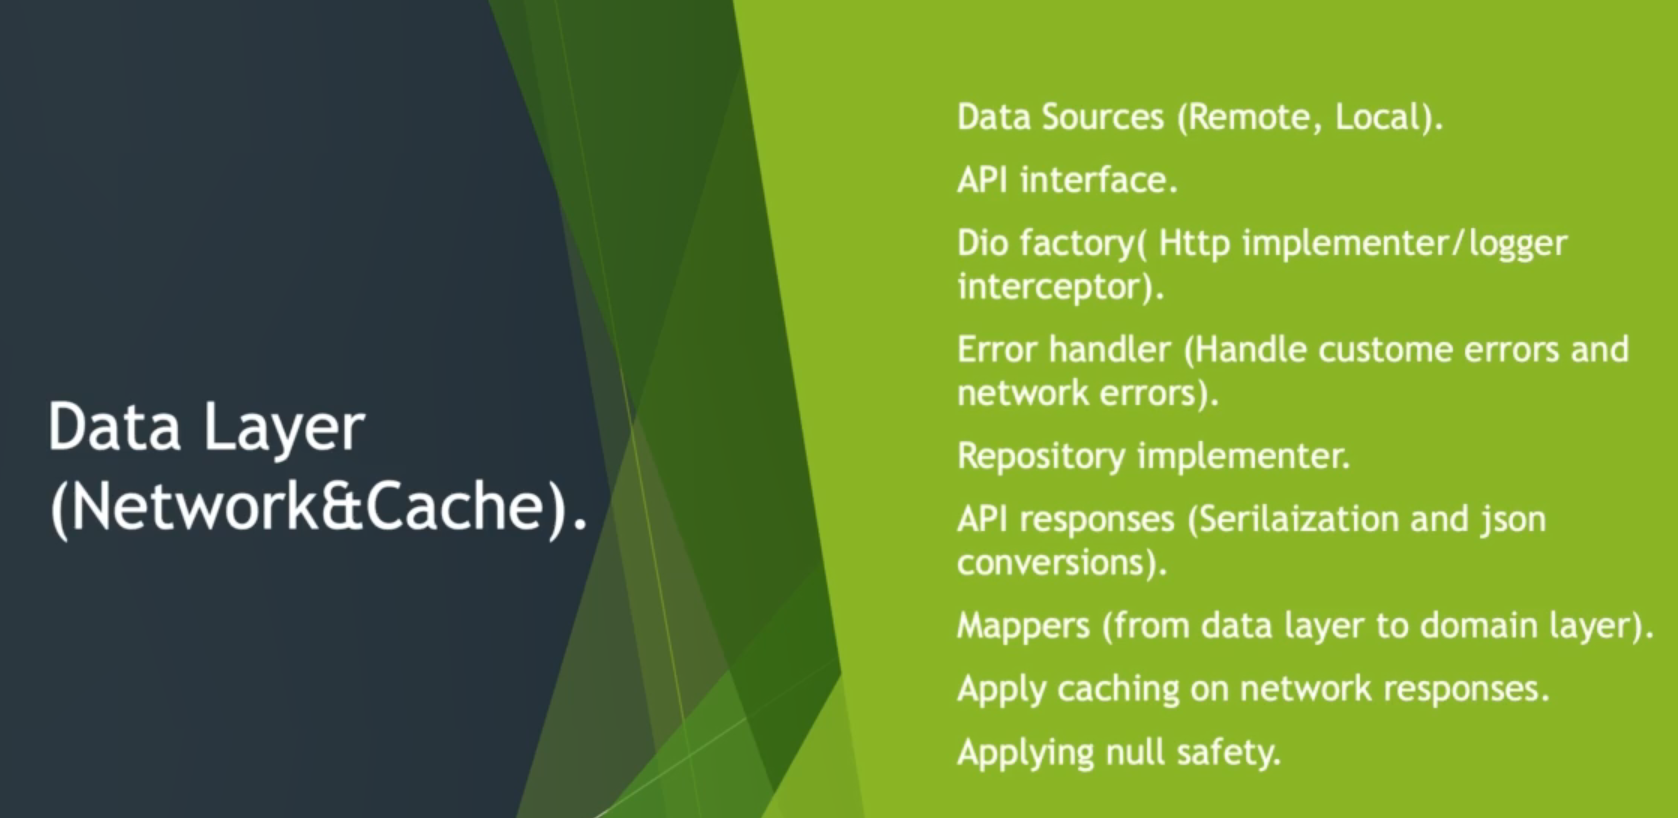 Data Layer
(Network&Cache).
Data Sources (Remote, Local).
API interface.
Dio factory( Http implementer/logger
interceptor).
Error handler (Handle custome errors and
network errors).
Repository implementer.
API responses (Serilaization and json
conversions).
Mappers (from data layer to domain layer).
Apply caching on network responses.
Applying null safety.